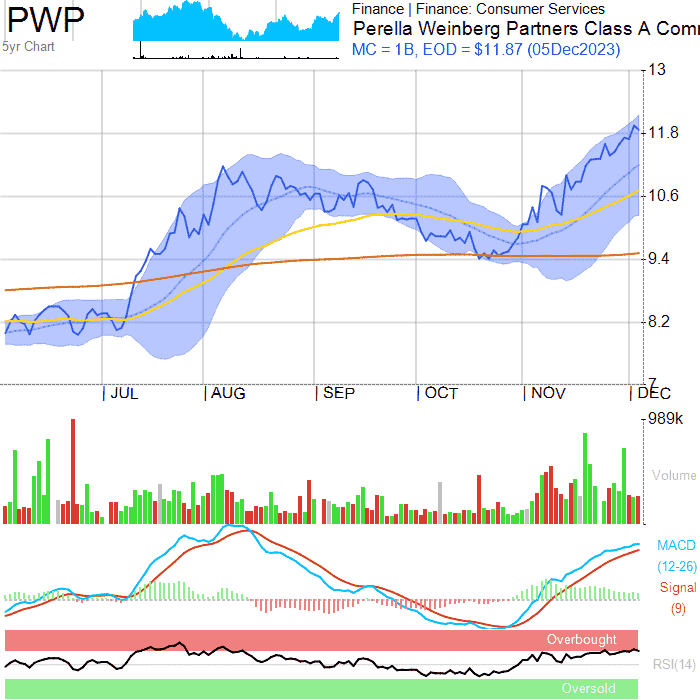 PWP
5yr Chart
Finance | Finance: Consumer Services
Perella Weinberg Partners Class A Com
MC = 1B, EOD = $11.87 (05Dec2023)
13
11.8
10.6
9.4
8.2
7
| JUL | AUG | SEP | OCT | NOV | DEC
989k
Volume
MACD
(12-26)
Signal
(9)
Overbought
RSI(14)
Oversold